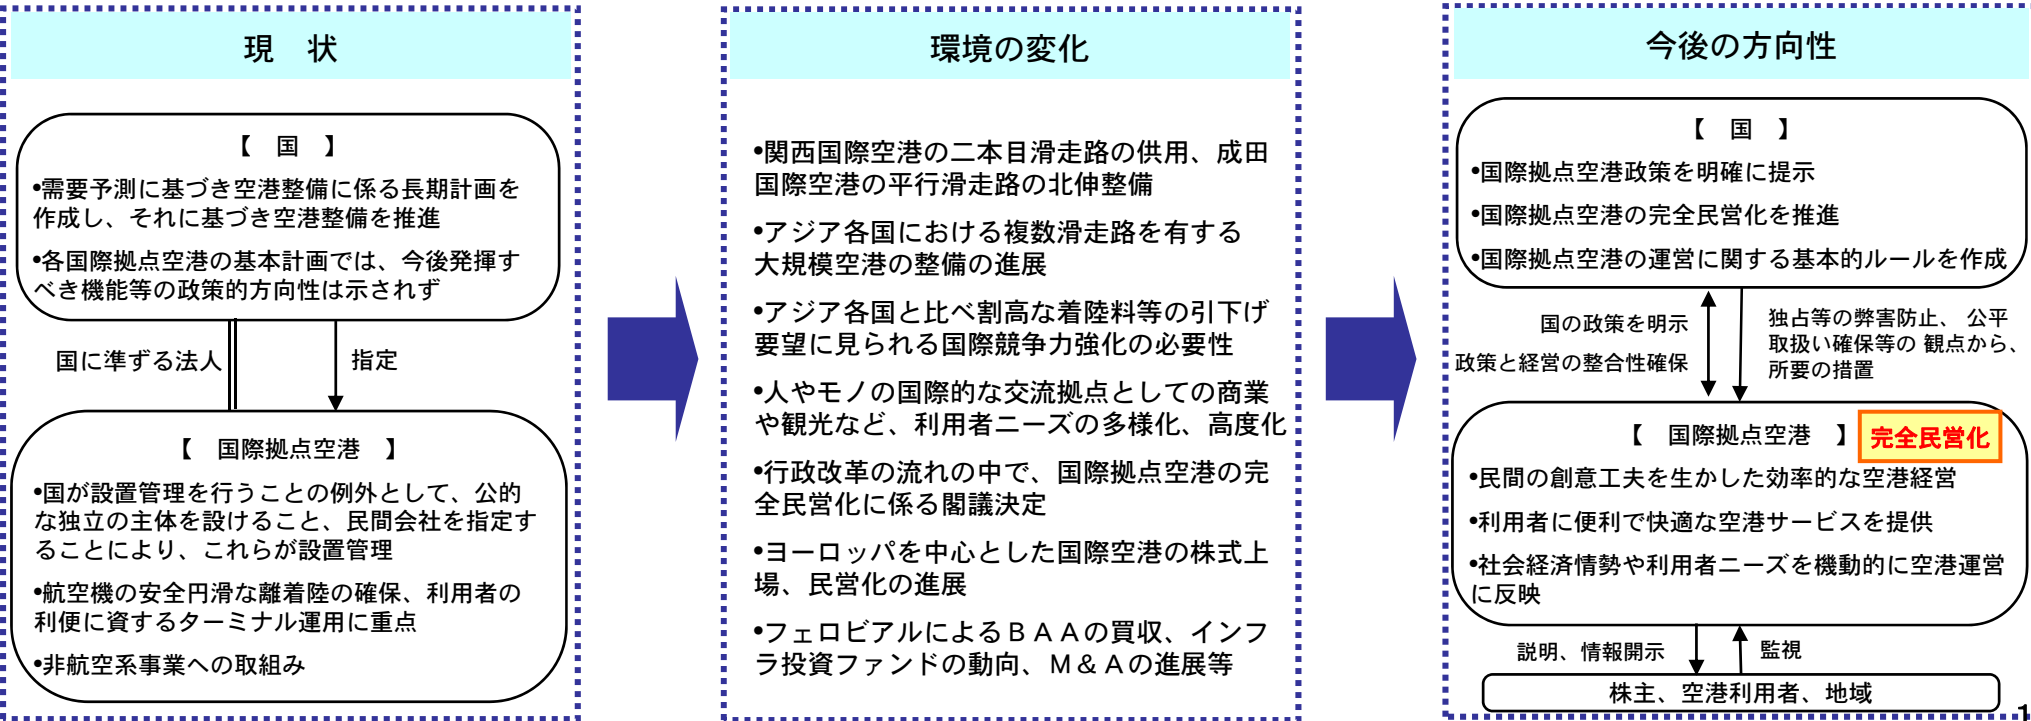 現　状
【　国　】
•需要予測に基づき空港整備に係る長期計画を
作成し、それに基づき空港整備を推進
•各国際拠点空港の基本計画では、今後発揮す
べき機能等の政策的方向性は示されず
国に準ずる法人
指定
【　国際拠点空港　】
•国が設置管理を行うことの例外として、公的
な独立の主体を設けること、民間会社を指定す
ることにより、これらが設置管理
•航空機の安全円滑な離着陸の確保、利用者の
利便に資するターミナル運用に重点
•非航空系事業への取組み
環境の変化
•関西国際空港の二本目滑走路の供用、成田
国際空港の平行滑走路の北伸整備
•アジア各国における複数滑走路を有する
大規模空港の整備の進展
•アジア各国と比べ割高な着陸料等の引下げ
要望に見られる国際競争力強化の必要性
•人やモノの国際的な交流拠点としての商業
や観光など、利用者ニーズの多様化、高度化
•行政改革の流れの中で、国際拠点空港の完
全民営化に係る閣議決定
•ヨーロッパを中心とした国際空港の株式上
場、民営化の進展
•フェロビアルによるＢＡＡの買収、インフ
ラ投資ファンドの動向、Ｍ＆Ａの進展等
今後の方向性
【　国　】
•国際拠点空港政策を明確に提示
•国際拠点空港の完全民営化を推進
•国際拠点空港の運営に関する基本的ルールを作成
国の政策を明示
政策と経営の整合性確保
独占等の弊害防止、 公平
取扱い確保等の 観点から、
所要の措置
【　国際拠点空港　】
完全民営化
•民間の創意工夫を生かした効率的な空港経営
•利用者に便利で快適な空港サービスを提供
•社会経済情勢や利用者ニーズを機動的に空港運営
に反映
説明、情報開示
監視
株主、空港利用者、地域
1